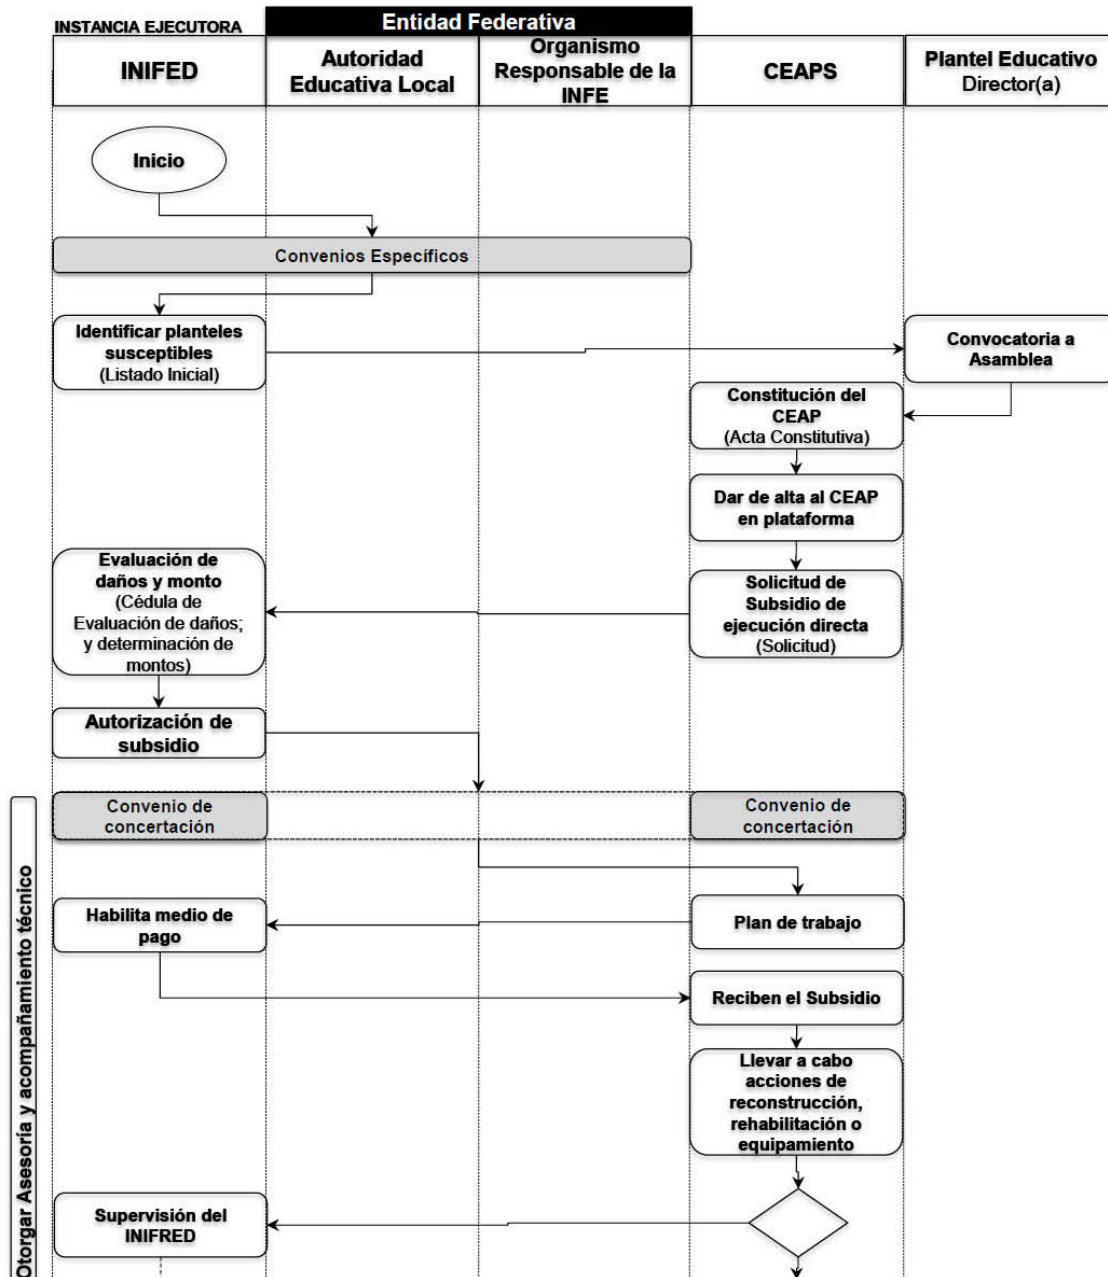 INSTANCIA EJECUTORA
Entidad Federativa
INIFED
Autoridad
Educativa Local
Organismo
Responsable de la
INFE
CEAPS
Plantel Educativo
Director(a)
Inicio
Convenios Específicos
Identificar planteles
susceptibles
(Listado Inicial)
Convocatoria a
Asamblea
Constitución del
CEAP
(Acta Constitutiva)
Dar de alta al CEAP
en plataforma
Evaluación de
daños y monto
(Cédula de
Evaluación de daños;
y determinación de
montos)
Solicitud de
Subsidio de
ejecución directa
(Solicitud)
Autorización de
subsidio
Convenio de
concertación
Convenio de
concertación
Otorgar Asesoría y acompañamiento técnico
Habilita medio de
pago
Plan de trabajo
Reciben el Subsidio
Llevar a cabo
acciones de
reconstrucción,
rehabilitación o
equipamiento
Supervisión del
INIFRED